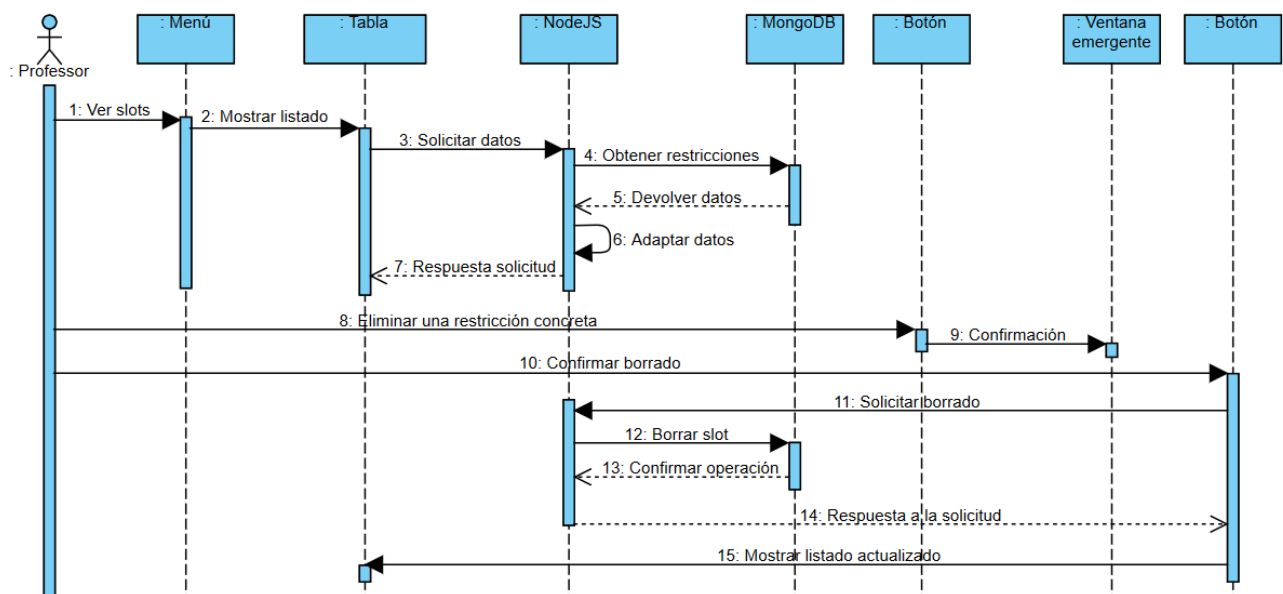 : Menú
: Tabla
: NodeJS
: MongoDB
: Botón
: Ventana
emergente
: Botón
: Professor
1: Ver slots
2: Mostrar listado
3: Solicitar datos
4: Obtener restricciones
5: Devolver datos
6: Adaptar datos
7: Respuesta solicitud
8: Eliminar una restricción concreta
9: Confirmación
10: Confirmar borrado
11: Solicitar borrado
12: Borrar slot
13: Confirmar operación
14: Respuesta a la solicitud
15: Mostrar listado actualizado